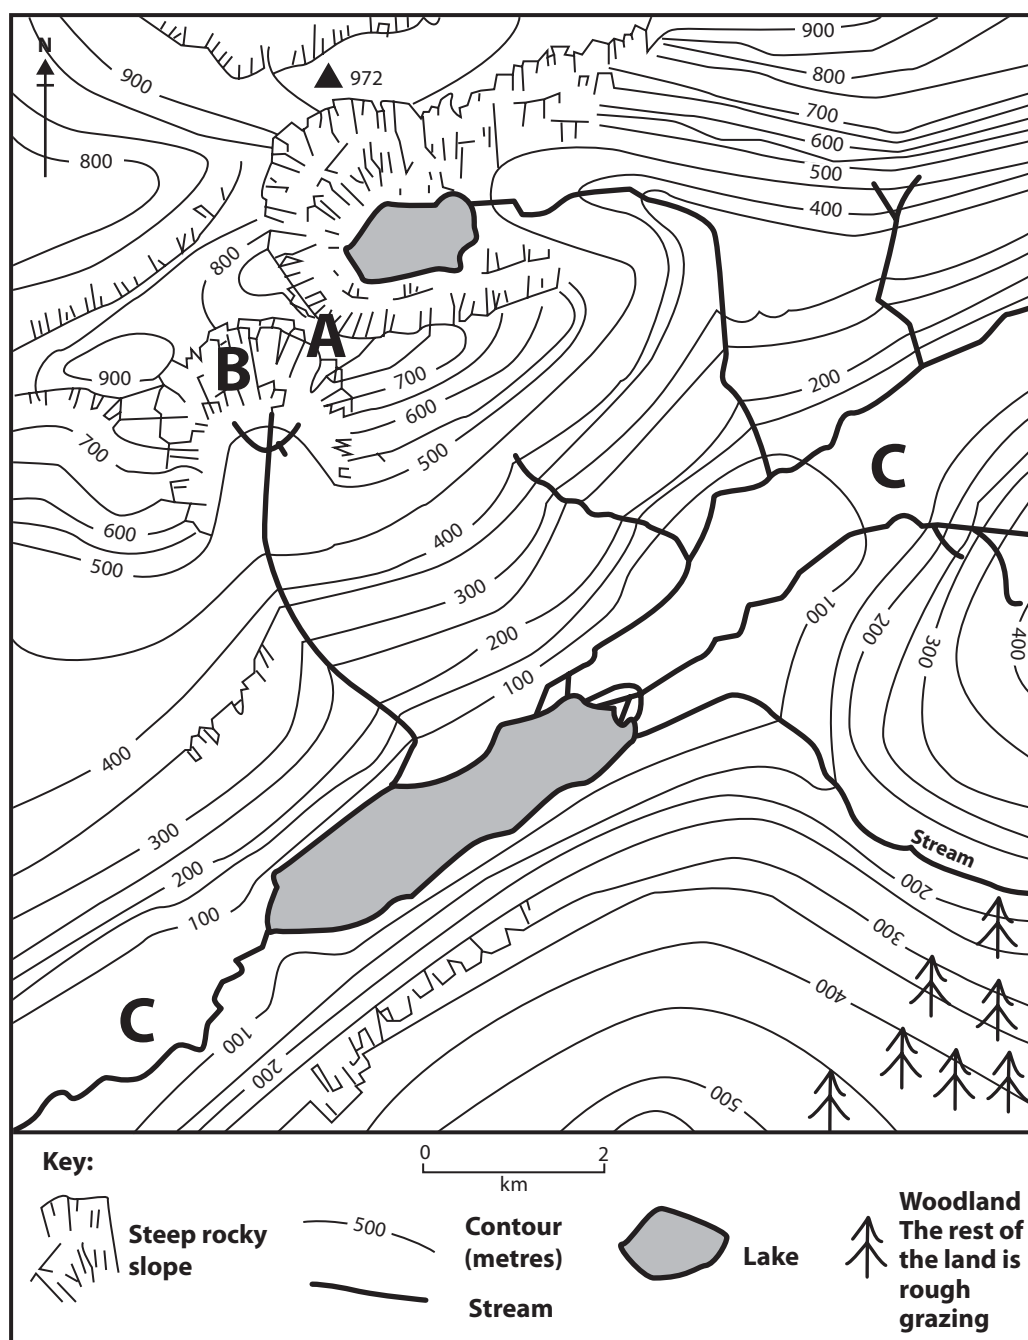 N
900
972
900
800
700
600
500
400
800
800
A
B
900
700
600
500
200
C
700
600
500
400
300
200
100
100
200
300
400
400
300
200
100
Stream
200
300
400
500
C
100
200
Key:
0 2
km
Steep rocky
slope
500
Contour
(metres)
Stream
Lake
Woodland
The rest of
the land is
rough
grazing